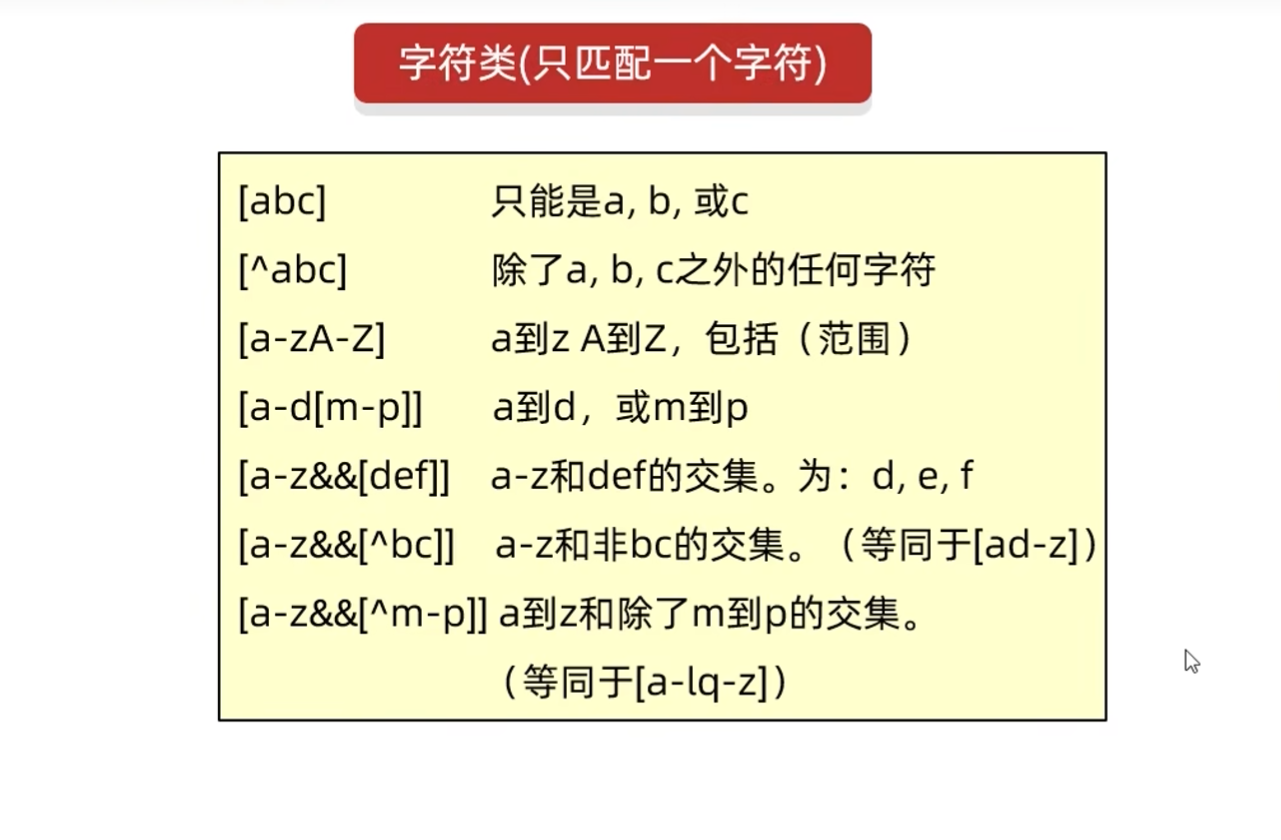 字符类(只匹配一个字符)
[abc] 只能是a, b, 或c
[^abc] 除了a, b, c之外的任何字符
[a-zA-Z] a到z A到Z，包括（范围）
[a-d[m-p]] a到d，或m到p
[a-z&&[def]] a-z和def的交集。为：d, e, f
[a-z&&[^bc]] a-z和非bc的交集。（等同于[ad-z]）
[a-z&&[^m-p]] a到z和除了m到p的交集。
（等同于[a-lq-z]）